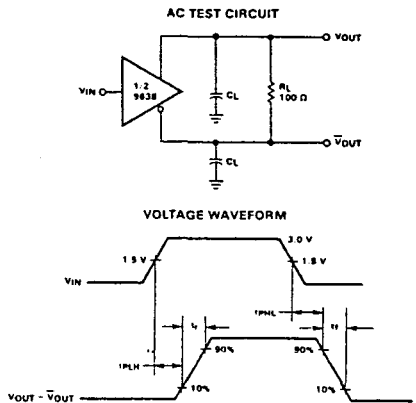 AC TEST CIRCUIT
VOUT
VIN
1/2
9638
CL
RL
100 Ω
V̅OUT
CL
VOLTAGE WAVEFORM
3.0 V
1.5 V
1.5 V
VIN
tPHL
tr
tf
90%
90%
tPLH
10%
10%
VOUT - V̅OUT